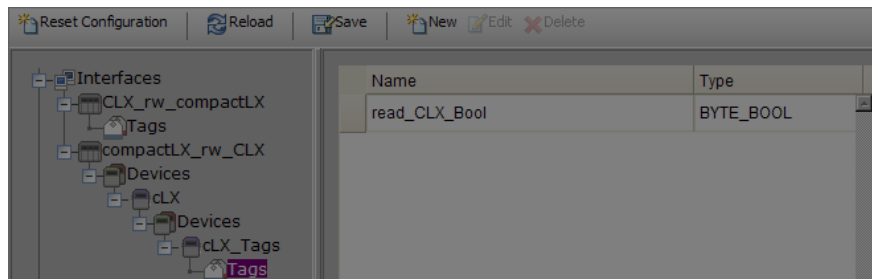 Reset Configuration Reload Save New Edit Delete
Interfaces
CLX_rw_compactLX
Tags
compactLX_rw_CLX
Devices
cLX
Devices
cLX_Tags
Tags
Name Type
read_CLX_Bool BYTE_BOOL